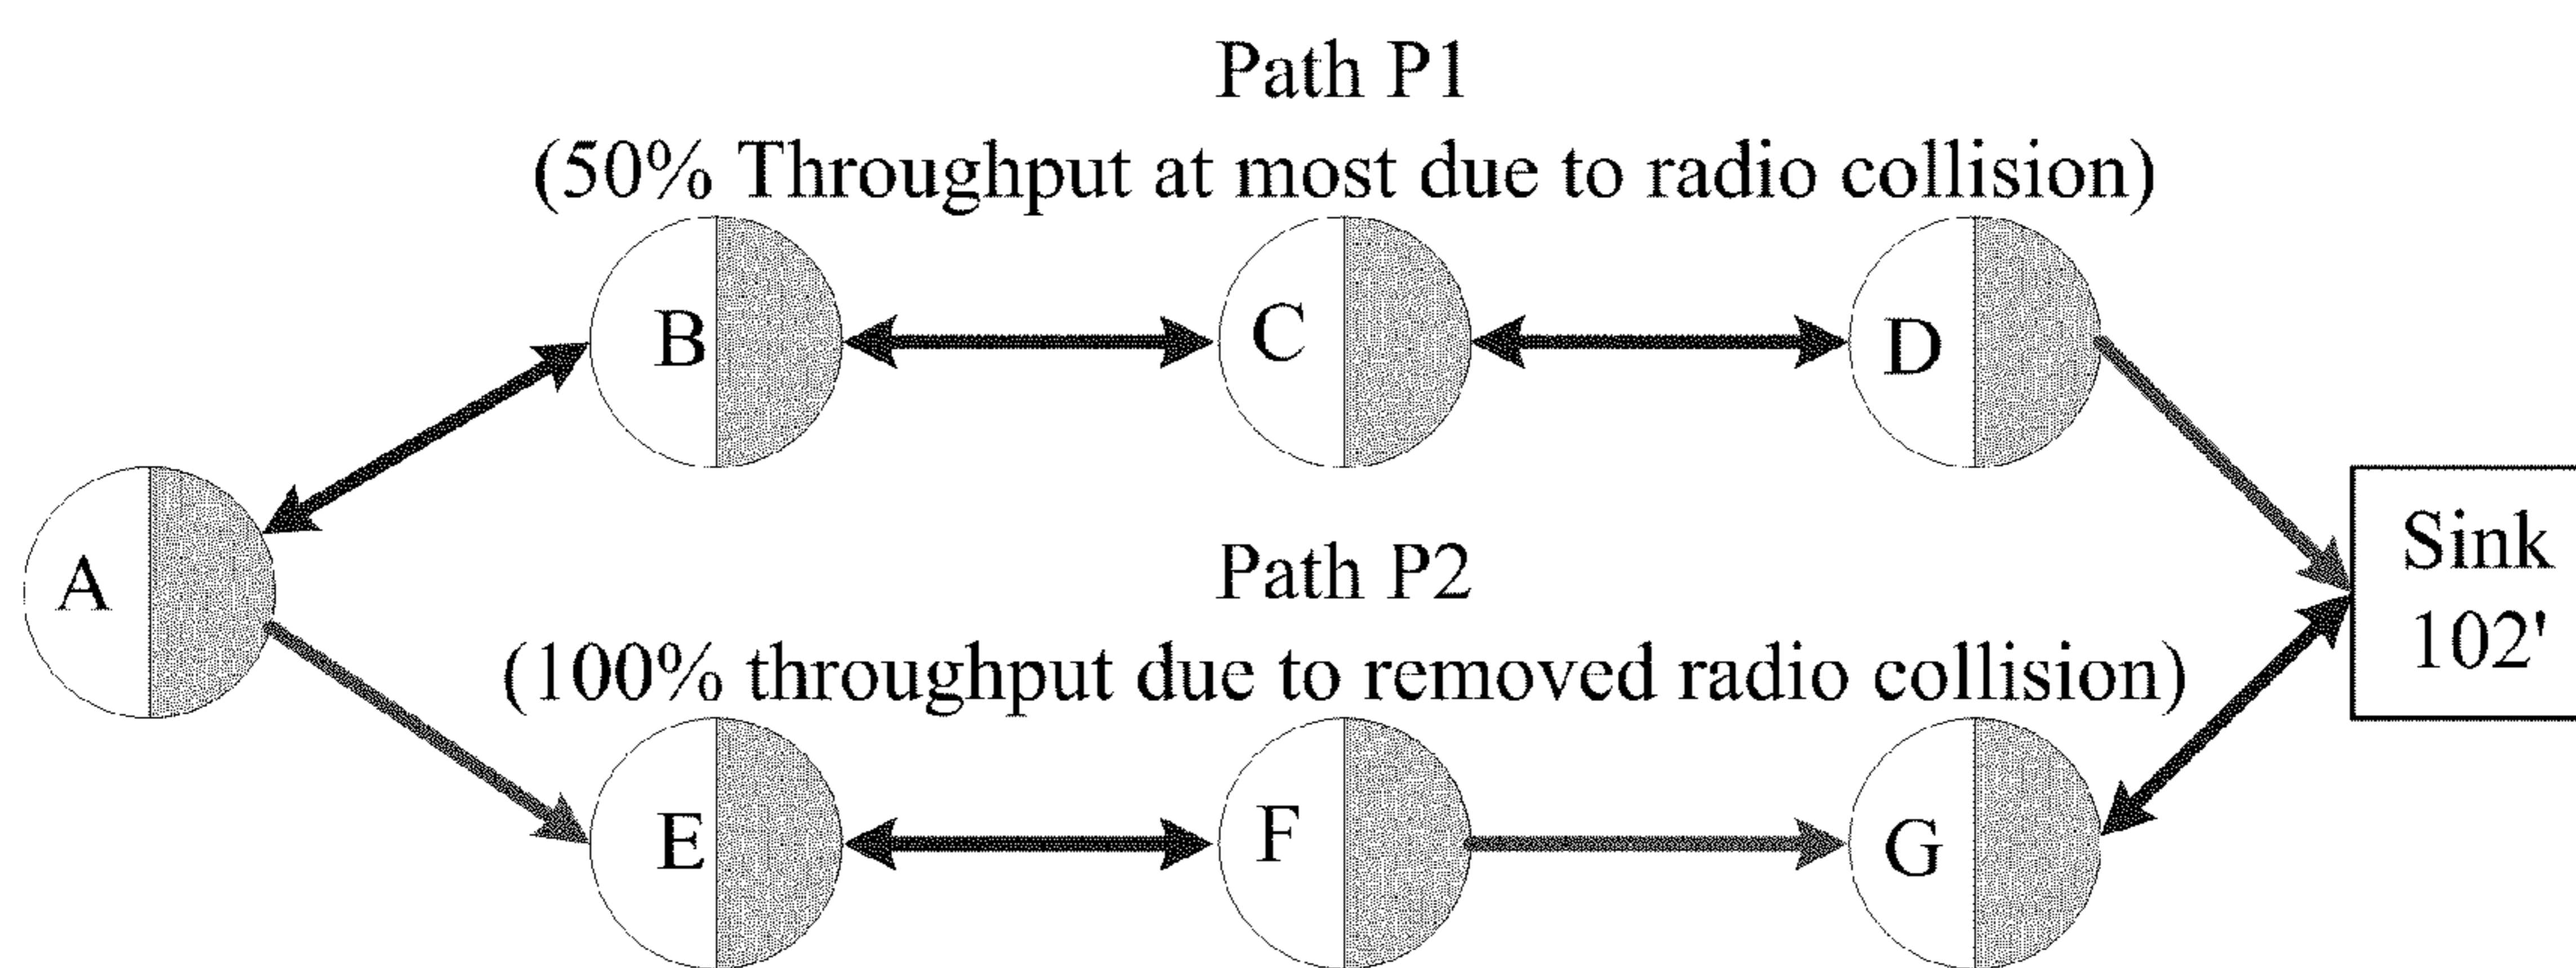 Path P1
(50% Throughput at most due to radio collision)
B
C
D
A
Sink
102'
Path P2
(100% throughput due to removed radio collision)
E
F
G